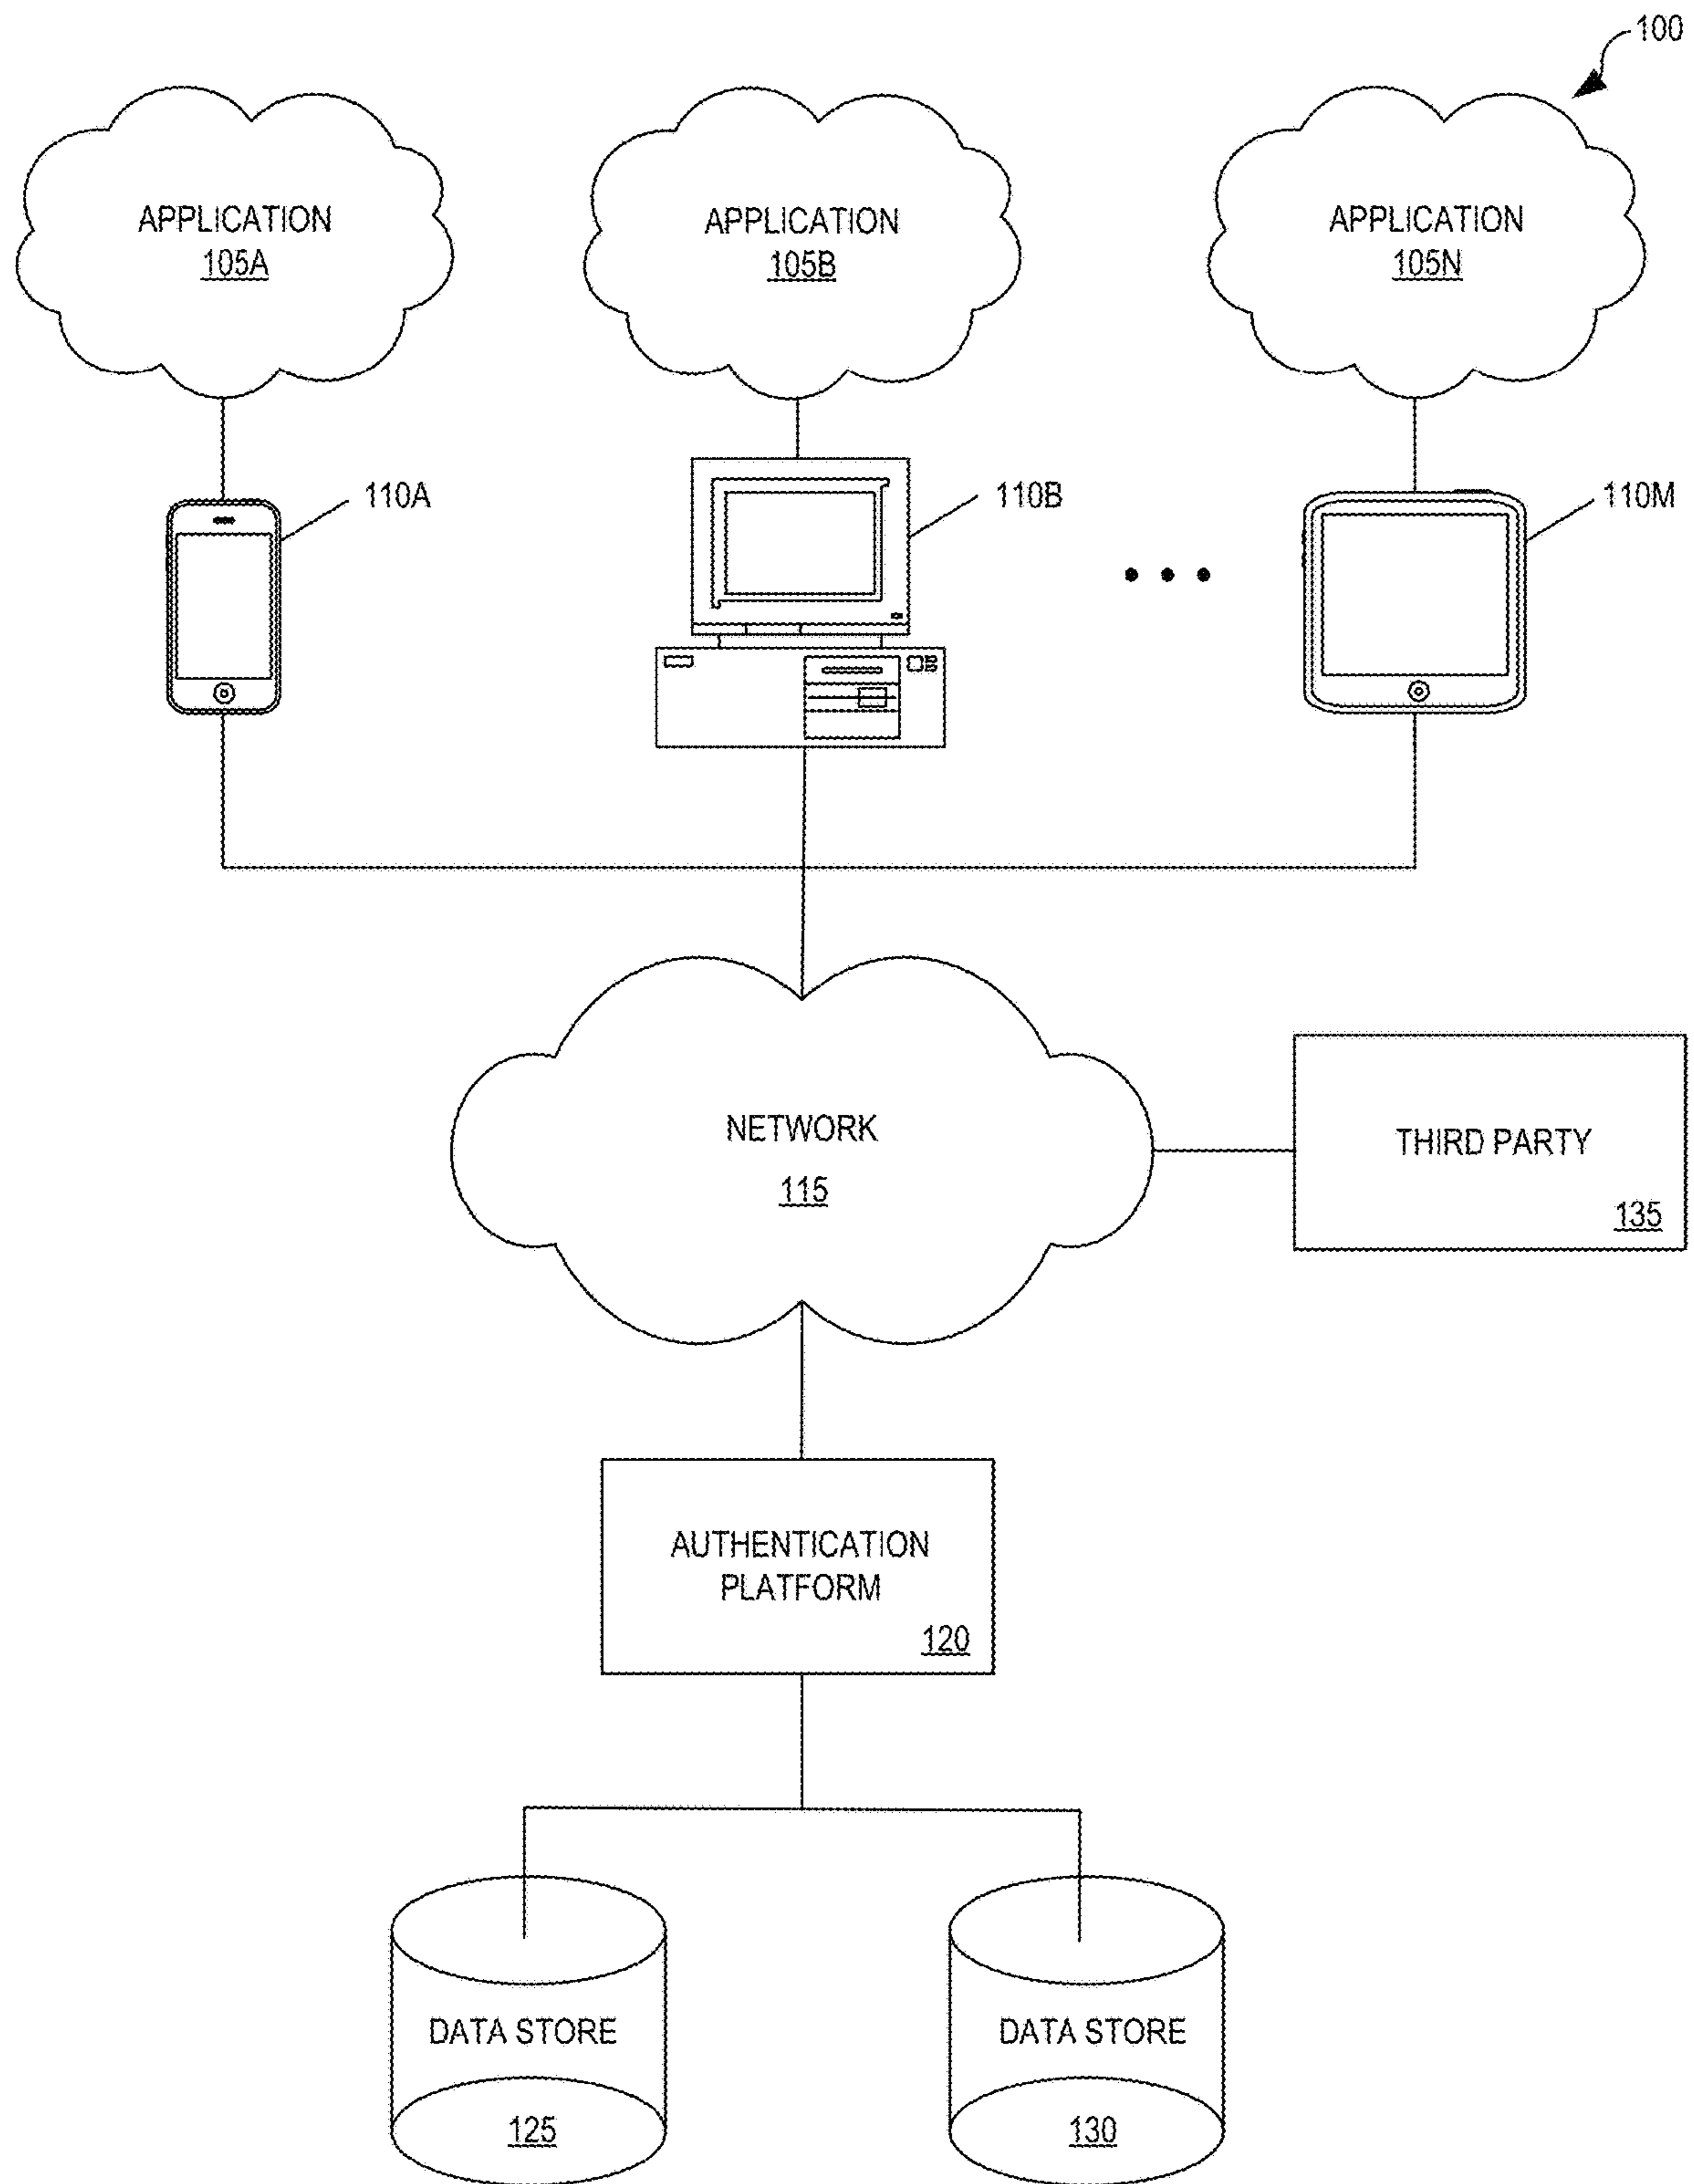 100
APPLICATION
105A
APPLICATION
105B
APPLICATION
105N
110A
110B
110M
NETWORK
115
THIRD PARTY
135
AUTHENTICATION
PLATFORM
120
DATA STORE
125
DATA STORE
130